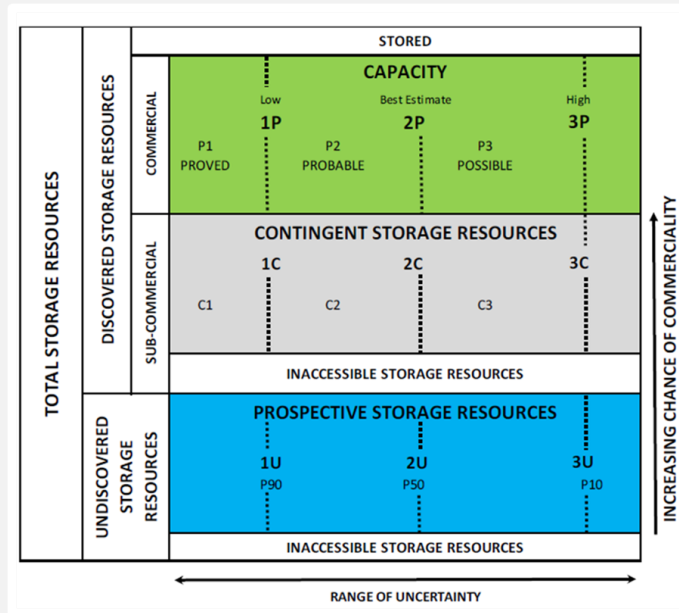 STORED
CAPACITY
Low
Best Estimate
High
1P
2P
3P
P1
PROVED
P2
PROBABLE
P3
POSSIBLE
CONTINGENT STORAGE RESOURCES
1C
2C
3C
C1
C2
C3
INACCESSIBLE STORAGE RESOURCES
PROSPECTIVE STORAGE RESOURCES
1U
2U
3U
P90
P50
P10
INACCESSIBLE STORAGE RESOURCES
RANGE OF UNCERTAINTY
TOTAL STORAGE RESOURCES
DISCOVERED STORAGE RESOURCES
UNDISCOVERED
STORAGE
RESOURCES
COMMERCIAL
SUB-COMMERCIAL
INCREASING CHANCE OF COMMERCIALITY